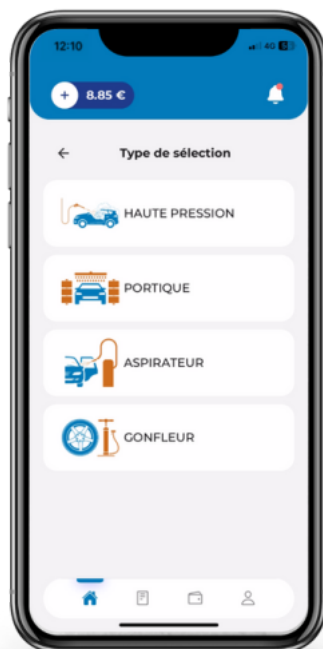 12:10
4G
+ 8.85 €
Type de sélection
HAUTE PRESSION
PORTIQUE
ASPIRATEUR
GONFLEUR